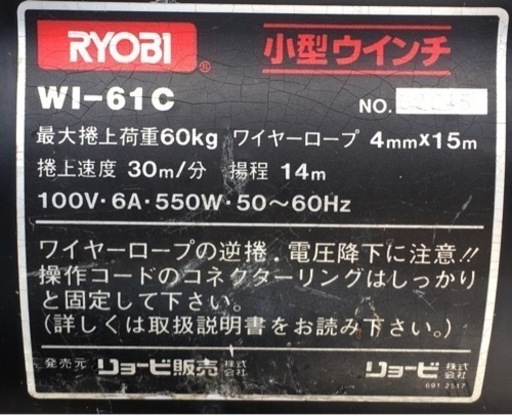 RYOBI ® 小型ウインチ
WI-61C NO.
最大捲上荷重60kg ワイヤーロープ 4mm×15m
捲上速度 30m/分 揚程 14m
100V・6A・550W・50〜60Hz
ワイヤーロープの逆捲・電圧降下に注意!!
操作コードのコネクターリングはしっかり
と固定して下さい。
(詳しくは取扱説明書をお読み下さい。)
発売元 リョービ販売株式会社 リョービ株式会社
691 2517